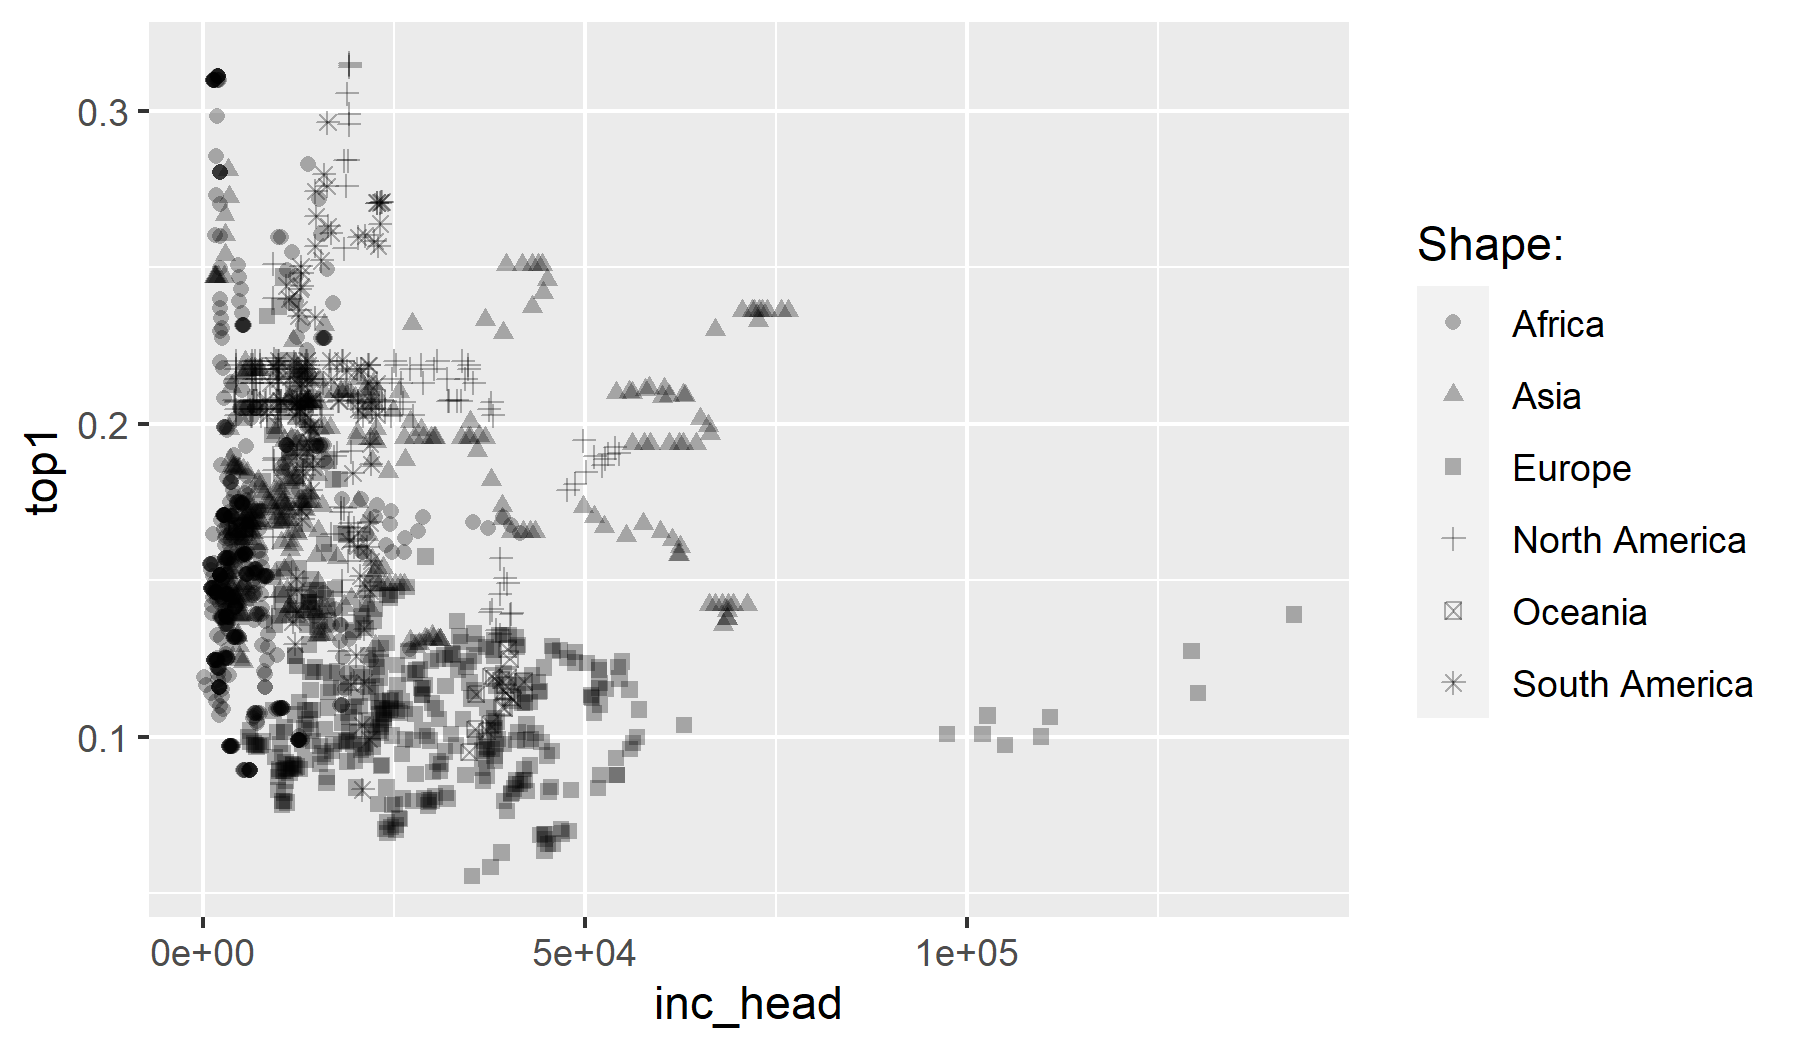 0.3
0.2
0.1
top1
0e+00
5e+04
1e+05
inc_head
Shape:
Africa
Asia
Europe
North America
Oceania
South America